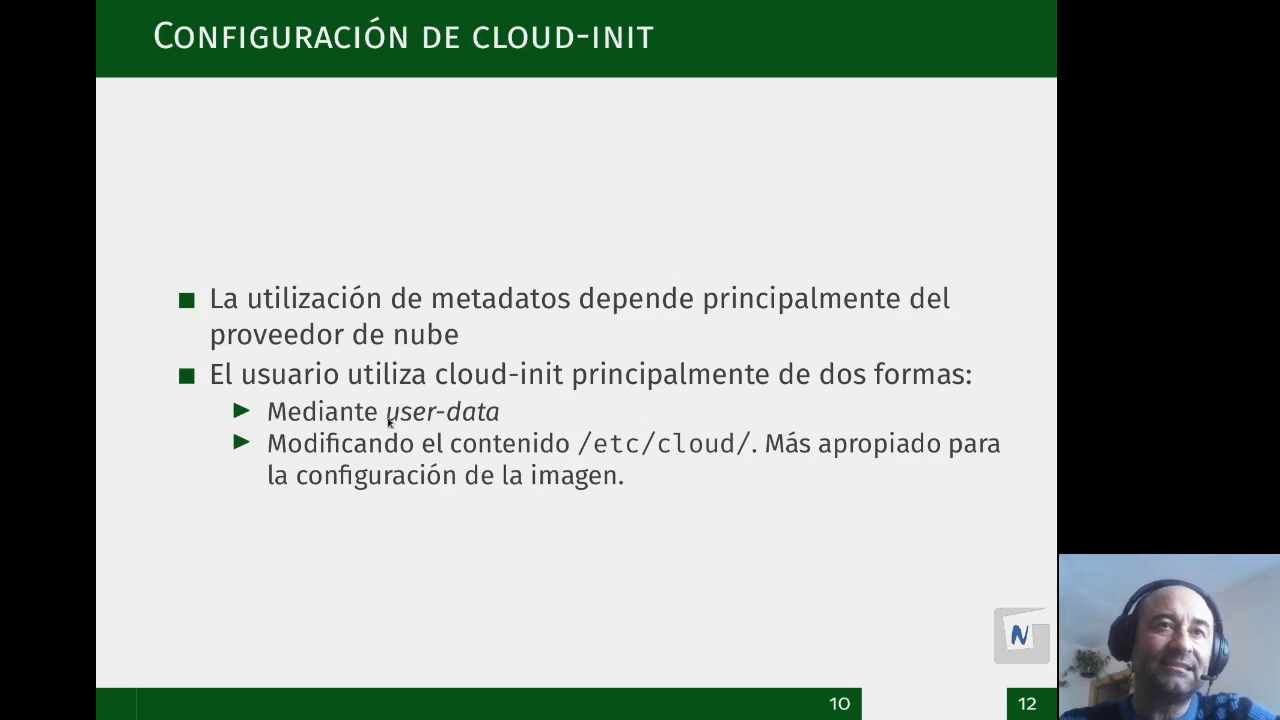 Configuración de cloud-init
La utilización de metadatos depende principalmente del
proveedor de nube
El usuario utiliza cloud-init principalmente de dos formas:
Mediante user-data
Modificando el contenido /etc/cloud/. Más apropiado para
la configuración de la imagen.
N
10
12